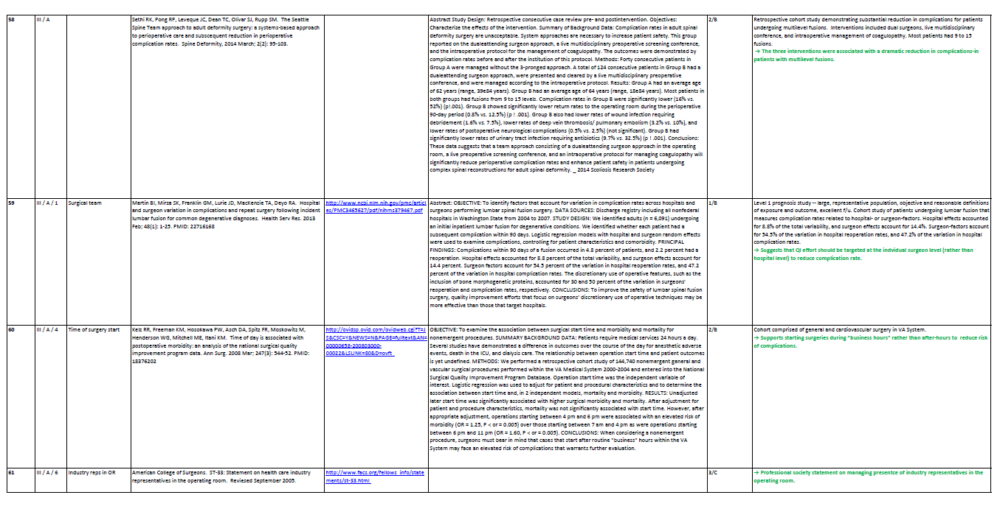 58
III / A
Sethi RK, Pong RP, Leveque JC, Dean TC, Olivar SJ, Rupp SM. The Seattle
Spine Team approach to adult deformity surgery: a systems-based approach
to perioperative care and subsequent reduction in perioperative
complication rates. Spine Deformity, 2014 March; 2(2): 95-103.
Abstract Study Design: Retrospective consecutive case review pre- and postintervention. Objectives:
Characterize the effects of the intervention. Summary of Background Data: Complication rates in adult spinal
deformity surgery are unacceptable. System approaches are necessary to increase patient safety. This group
reported on the dualeattending surgeon approach, a live multidisciplinary preoperative screening conference,
and the intraoperative protocol for the management of coagulopathy. The outcomes were demonstrated by
complication rates before and after the institution of this protocol. Methods: Forty consecutive patients in
Group A were managed without the 3-pronged approach. A total of 124 consecutive patients in Group B had a
dualeattending surgeon approach, were presented and cleared by a live multidisciplinary preoperative
conference, and were managed according to the intraoperative protocol. Results: Group A had an average age
of 62 years (range, 39e84 years). Group B had an average age of 64 years (range, 18e84 years). Most patients in
both groups had fusions from 9 to 15 levels. Complication rates in Group B were significantly lower (16% vs.
52%) (p!.001). Group B showed significantly lower return rates to the operating room during the perioperative
90-day period (0.8% vs. 12.5%) (p ! .001). Group B also had lower rates of wound infection requiring
debridement (1.6% vs. 7.5%), lower rates of deep vein thrombosis/ pulmonary embolism (3.2% vs. 10%), and
lower rates of postoperative neurological complications (0.5% vs. 2.5%) (not significant). Group B had
significantly lower rates of urinary tract infection requiring antibiotics (9.7% vs. 32.5%) (p ! .001). Conclusions:
These data suggests that a team approach consisting of a dualeattending surgeon approach in the operating
room, a live preoperative screening conference, and an intraoperative protocol for managing coagulopathy will
significantly reduce perioperative complication rates and enhance patient safety in patients undergoing
complex spinal reconstructions for adult spinal deformity. _ 2014 Scoliosis Research Society
2/B
Retrospective cohort study demonstrating substantial reduction in complications for patients
undergoing multilevel fusions. Interventions included dual surgeons, live multidisciplinary
conference, and intraoperative management of coagulopathy. Most patients had 9 to 15
fusions.
→ The three interventions were associated with a dramatic reduction in complications-in
patients with multilevel fusions.
59
III / A / 1
Surgical team
Martin BI, Mirza SK, Franklin GM, Lurie JD, MacKenzie TA, Deyo RA. Hospital
and surgeon variation in complications and repeat surgery following incident
lumbar fusion for common degenerative diagnoses. Health Serv Res. 2013
Feb; 48(1): 1-25. PMID: 22716168
http://www.ncbi.nlm.nih.gov/pmc/articl
es/PMC3465627/pdf/nihms379467.pdf
Abstract: OBJECTIVE: To identify factors that account for variation in complication rates across hospitals and
surgeons performing lumbar spinal fusion surgery. DATA SOURCES: Discharge registry including all nonfederal
hospitals in Washington State from 2004 to 2007. STUDY DESIGN: We identified adults (n = 6,091) undergoing
an initial inpatient lumbar fusion for degenerative conditions. We identified whether each patient had a
subsequent complication within 90 days. Logistic regression models with hospital and surgeon random effects
were used to examine complications, controlling for patient characteristics and comorbidity. PRINCIPAL
FINDINGS: Complications within 90 days of a fusion occurred in 4.8 percent of patients, and 2.2 percent had a
reoperation. Hospital effects accounted for 8.8 percent of the total variability, and surgeon effects account for
14.4 percent. Surgeon factors account for 54.5 percent of the variation in hospital reoperation rates, and 47.2
percent of the variation in hospital complication rates. The discretionary use of operative features, such as the
inclusion of bone morphogenetic proteins, accounted for 30 and 50 percent of the variation in surgeons'
reoperation and complication rates, respectively. CONCLUSIONS: To improve the safety of lumbar spinal fusion
surgery, quality improvement efforts that focus on surgeons' discretionary use of operative techniques may be
more effective than those that target hospitals.
1/B
Level 1 prognosis study -- large, representative population, objective and reasonable definitions
of exposure and outcome, excellent f/u. Cohort study of patients undergoing lumbar fusion that
measures complication rates related to hospital- or surgeon-factors. Hospital effects accounted
for 8.8% of the total variability, and surgeon effects account for 14.4%. Surgeon-factors account
for 54.5% of the variation in hospital reoperation rates, and 47.2% of the variation in hospital
complication rates.
→ Suggests that QI effort should be targeted at the indvidual surgeon level (rather than
hospital level) to reduce complication rate.
60
III / A / 4
Time of surgery start
Kelz RR, Freeman KM, Hosokawa PW, Asch DA, Spitz FR, Moskowitz M,
Henderson WG, Mitchell ME, Itani KM. Time of day is associated with
postoperative morbidity: an analysis of the national surgical quality
improvement program data. Ann Surg. 2008 Mar; 247(3): 544-52. PMID:
18376202
http://ovidsp.ovid.com/ovidweb.cgi?T=J
S&CSC=Y&NEWS=N&PAGE=fulltext&AN=
00000658-200803000-
00022&LSLINK=80&D=ovft
OBJECTIVE: To examine the association between surgical start time and morbidity and mortality for
nonemergent procedures. SUMMARY BACKGROUND DATA: Patients require medical services 24 hours a day.
Several studies have demonstrated a difference in outcomes over the course of the day for anesthetic adverse
events, death in the ICU, and dialysis care. The relationship between operation start time and patient outcomes
is yet undefined. METHODS: We performed a retrospective cohort study of 144,740 nonemergent general and
vascular surgical procedures performed within the VA Medical System 2000-2004 and entered into the National
Surgical Quality Improvement Program Database. Operation start time was the independent variable of
interest. Logistic regression was used to adjust for patient and procedural characteristics and to determine the
association between start time and, in 2 independent models, mortality and morbidity. RESULTS: Unadjusted
later start time was significantly associated with higher surgical morbidity and mortality. After adjustment for
patient and procedure characteristics, mortality was not significantly associated with start time. However, after
appropriate adjustment, operations starting between 4 pm and 6 pm were associated with an elevated risk of
morbidity (OR = 1.25, P < or = 0.005) over those starting between 7 am and 4 pm as were operations starting
between 6 pm and 11 pm (OR = 1.60, P < or = 0.005). CONCLUSIONS: When considering a nonemergent
procedure, surgeons must bear in mind that cases that start after routine "business" hours within the VA
System may face an elevated risk of complications that warrants further evaluation.
2/B
Cohort comprised of general and cardiovascular surgery in VA System.
→ Supports starting surgeries during "business hours" rather than after-hours to reduce risk
of complications.
61
III / A / 6
Industry reps in OR
American College of Surgeons. ST-33: Statement on health care industry
representatives in the operating room. Reviesed September 2005.
http://www.facs.org/fellows_info/state
ments/st-33.html
3/C
→ Professional society statement on managing presentce of industry representatives in the
operating room.